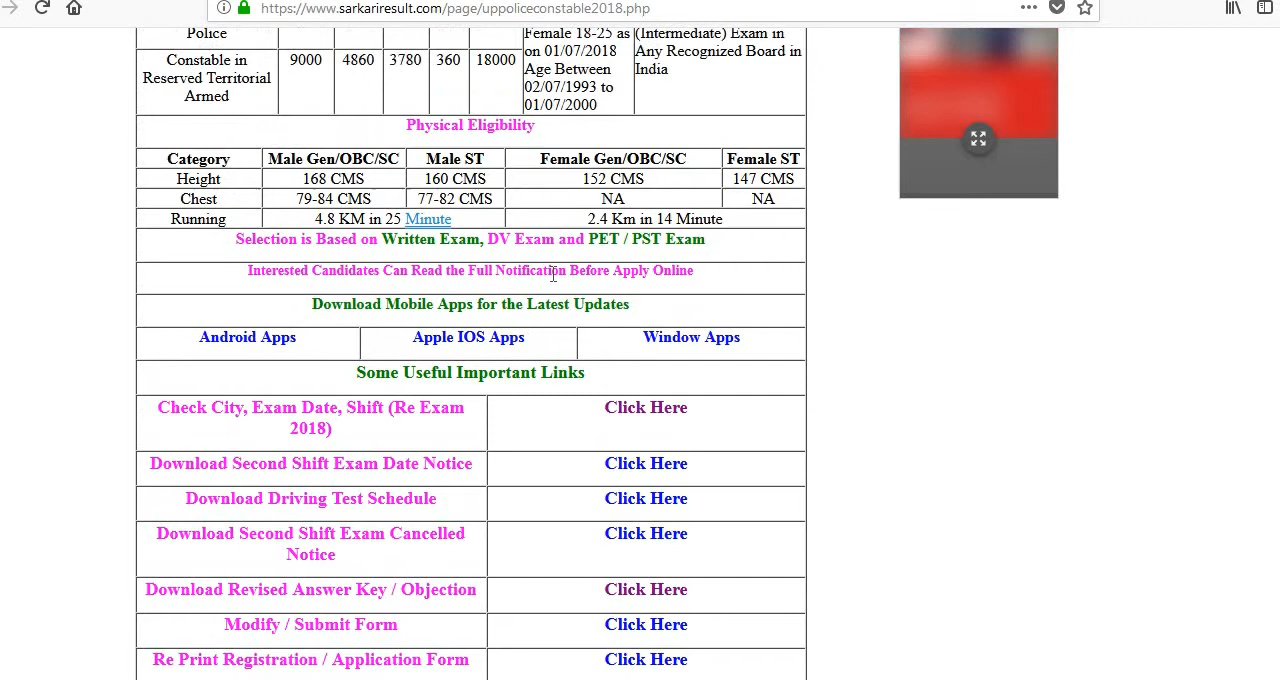 https://www.sarkariresult.com/page/uppoliceconstable2018.php
Police
Female 18-25 as
on 01/07/2018
Age Between
02/07/1993 to
01/07/2000
(Intermediate) Exam in
Any Recognized Board in
India
Constable in
Reserved Territorial
Armed
9000 4860 3780 360 18000
Physical Eligibility
Category Male Gen/OBC/SC Male ST Female Gen/OBC/SC Female ST
Height 168 CMS 160 CMS 152 CMS 147 CMS
Chest 79-84 CMS 77-82 CMS NA NA
Running 4.8 KM in 25 Minute 2.4 Km in 14 Minute
Selection is Based on Written Exam, DV Exam and PET / PST Exam
Interested Candidates Can Read the Full Notification Before Apply Online
Download Mobile Apps for the Latest Updates
Android Apps Apple IOS Apps Window Apps
Some Useful Important Links
Check City, Exam Date, Shift (Re Exam
2018)
Click Here
Download Second Shift Exam Date Notice Click Here
Download Driving Test Schedule Click Here
Download Second Shift Exam Cancelled
Notice
Click Here
Download Revised Answer Key / Objection Click Here
Modify / Submit Form Click Here
Re Print Registration / Application Form Click Here